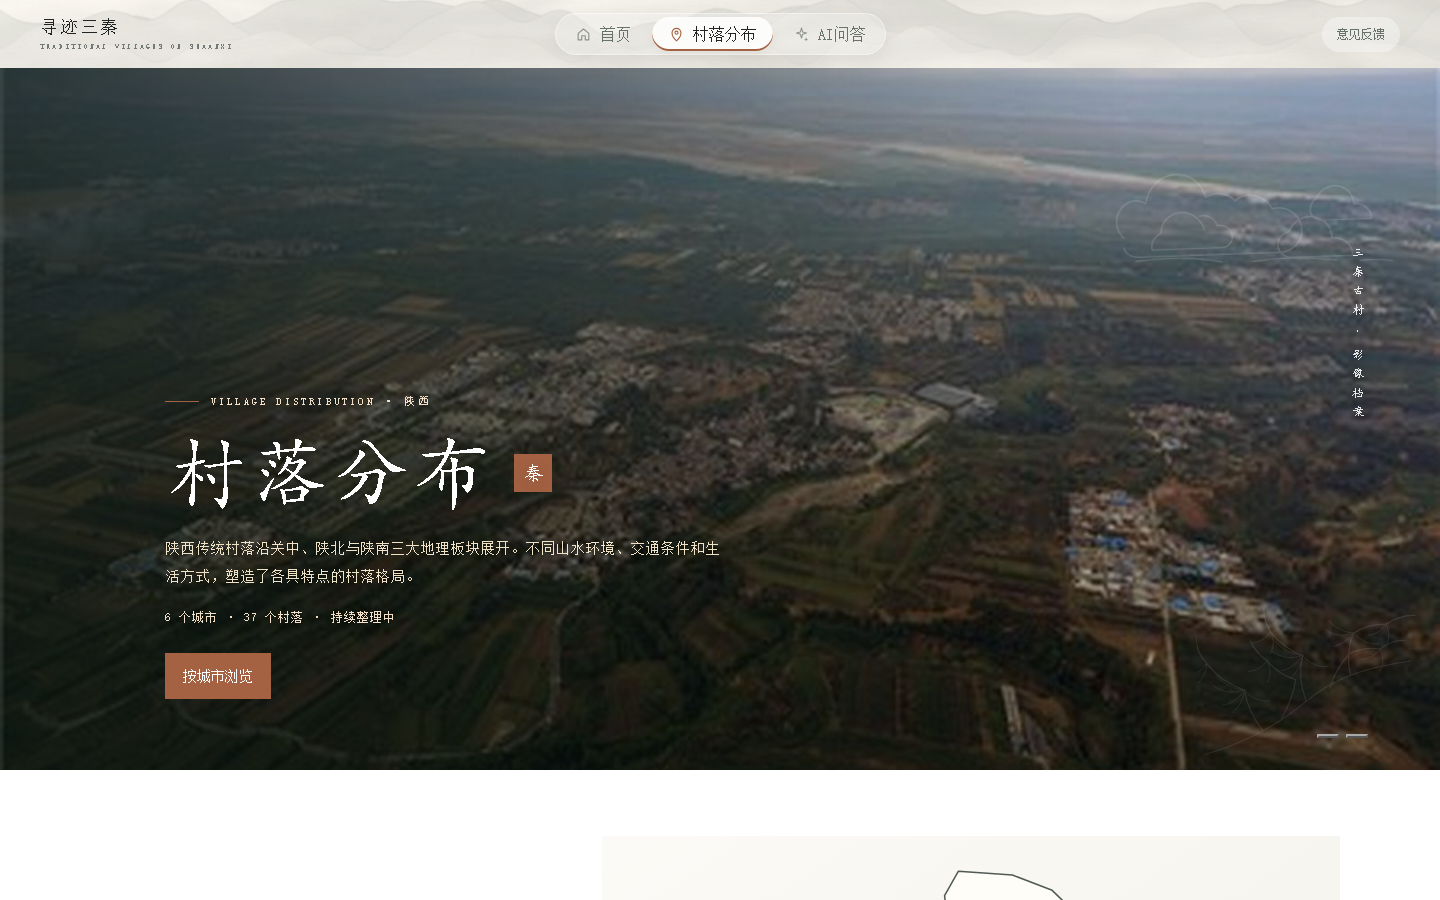 寻迹三秦
TRADITIONAL VILLAGES OF SHAANXI
首页
村落分布
AI问答
意见反馈
三秦古村 · 影像档案
VILLAGE DISTRIBUTION · 陕西
村落分布
秦
陕西传统村落沿关中、陕北与陕南三大地理板块展开。不同山水环境、交通条件和生
活方式，塑造了各具特点的村落格局。
6 个城市 · 37 个村落 · 持续整理中
按城市浏览